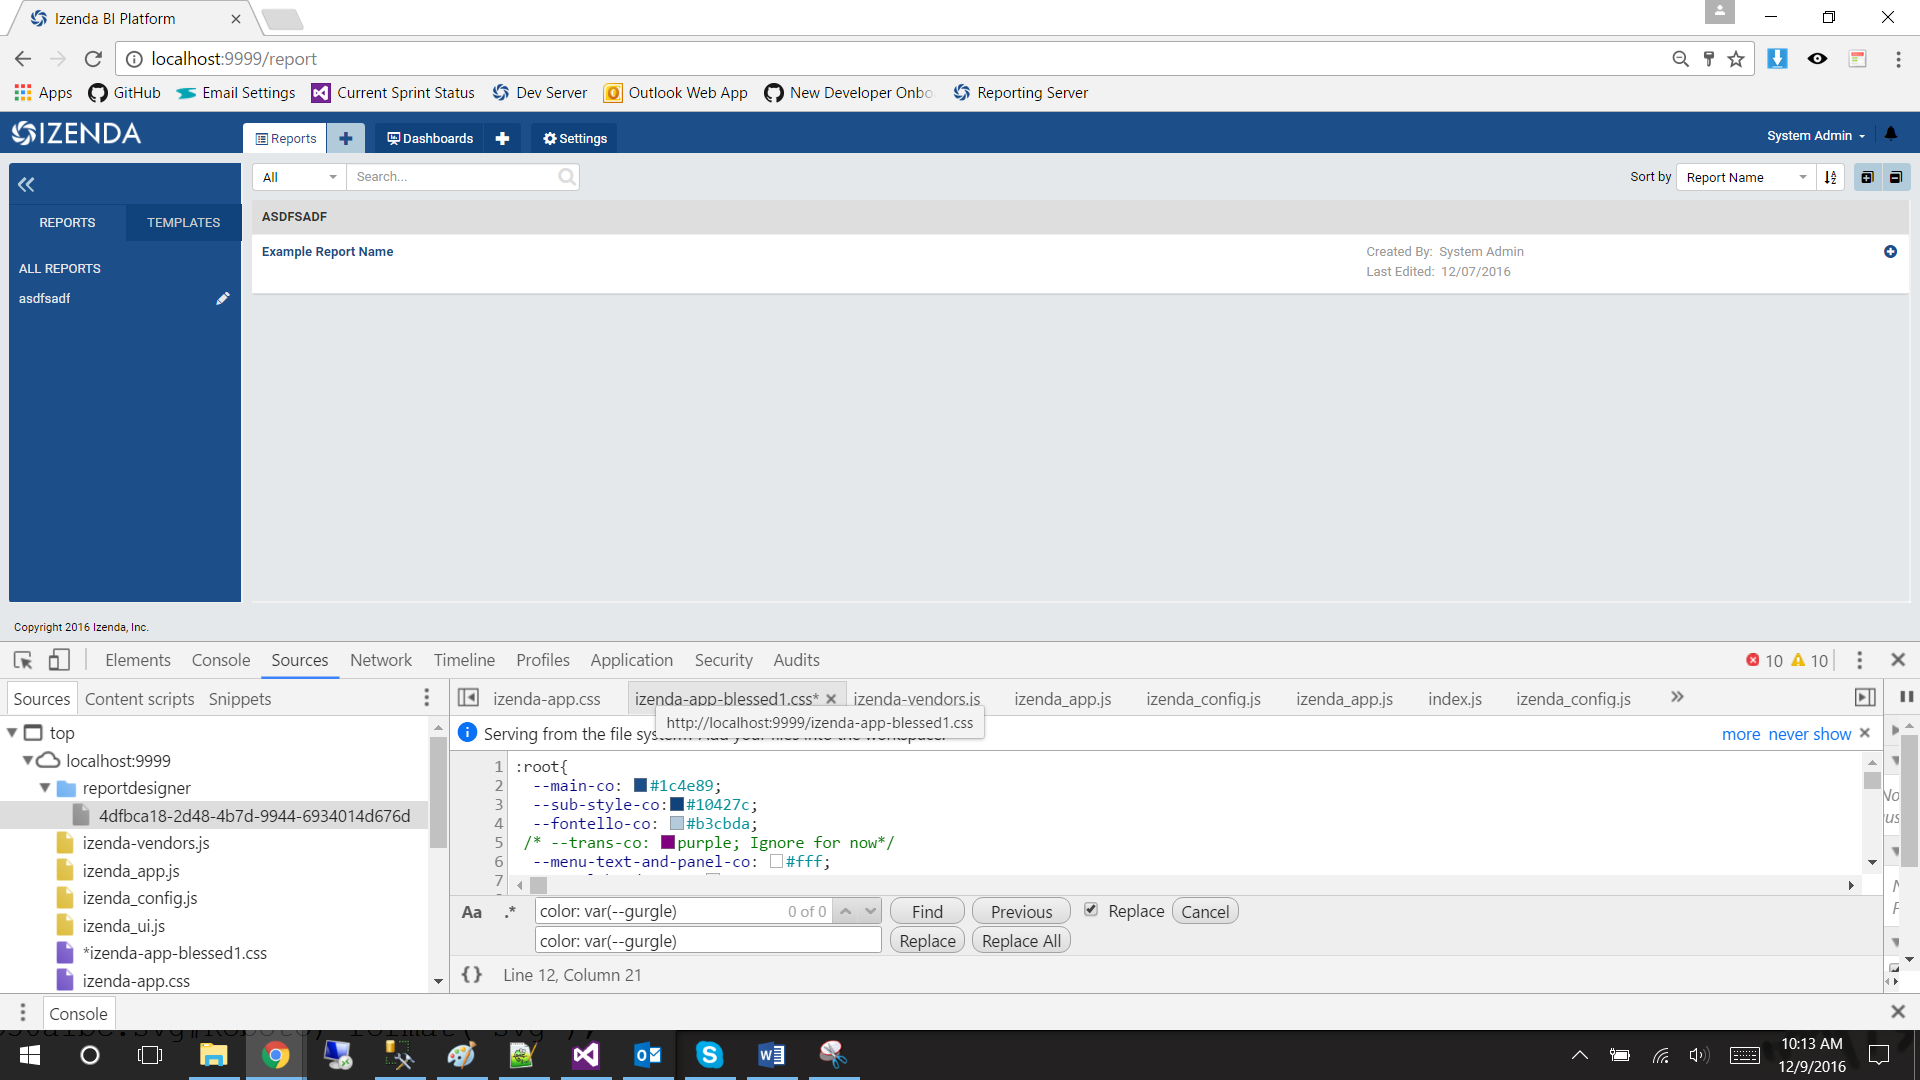 Izenda BI Platform
localhost:9999/report
Apps GitHub Email Settings Current Sprint Status Dev Server Outlook Web App New Developer Onbo Reporting Server
IZENDA Reports Dashboards Settings System Admin
All Search... Sort by Report Name
REPORTS TEMPLATES
ALL REPORTS
asdfsadf
ASDFSADF
Example Report Name Created By: System Admin
Last Edited: 12/07/2016
Copyright 2016 Izenda, Inc.
Elements Console Sources Network Timeline Profiles Application Security Audits 10 10
Sources Content scripts Snippets
izenda-app.css izenda-app-blessed1.css* izenda-vendors.js izenda_app.js izenda_config.js izenda_app.js index.js izenda_config.js
http://localhost:9999/izenda-app-blessed1.css
Serving from the file more never show
top
localhost:9999
reportdesigner
4dfbca18-2d48-4b7d-9944-6934014d676d
izenda-vendors.js
izenda_app.js
izenda_config.js
izenda_ui.js
*izenda-app-blessed1.css
izenda-app.css
1 :root{
2 --main-co: #1c4e89;
3 --sub-style-co: #10427c;
4 --fontello-co: #b3cbda;
5 /* --trans-co: purple; Ignore for now*/
6 --menu-text-and-panel-co: #fff;
7
Aa .* color: var(--gurgle) 0 of 0 Find Previous Replace Cancel
color: var(--gurgle) Replace Replace All
{} Line 12, Column 21
Console
10:13 AM
12/9/2016